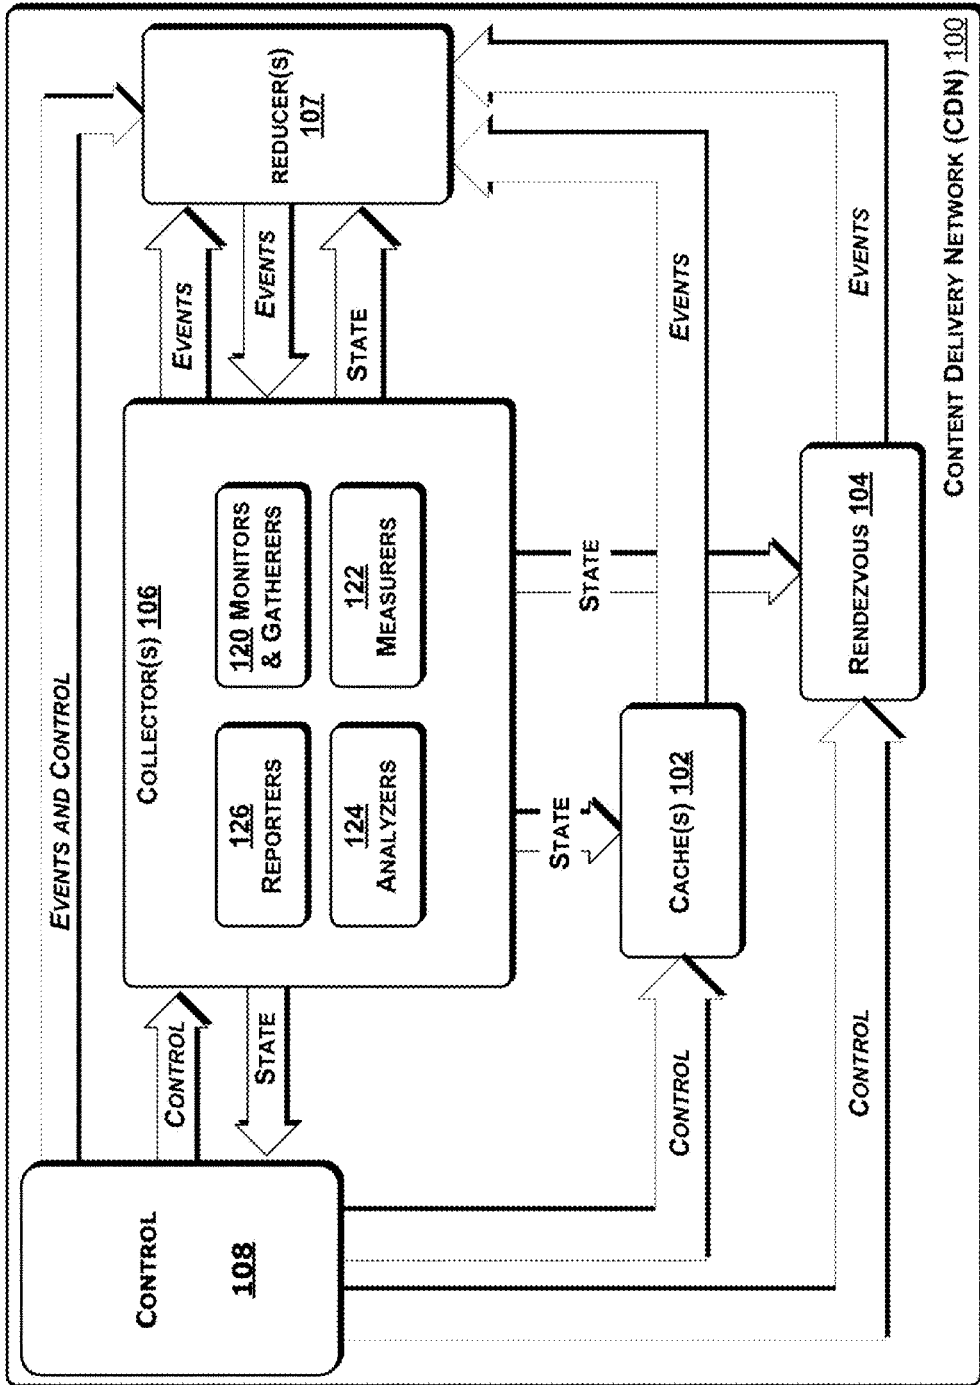 CONTROL
108
EVENTS AND CONTROL
CONTROL
STATE
COLLECTOR(S) 106
126
REPORTERS
120 MONITORS
& GATHERERS
124
ANALYZERS
122
MEASURERS
EVENTS
EVENTS
STATE
REDUCER(S)
107
STATE
STATE
CONTROL
CACHE(S) 102
EVENTS
CONTROL
RENDEZVOUS 104
EVENTS
CONTENT DELIVERY NETWORK (CDN) 100